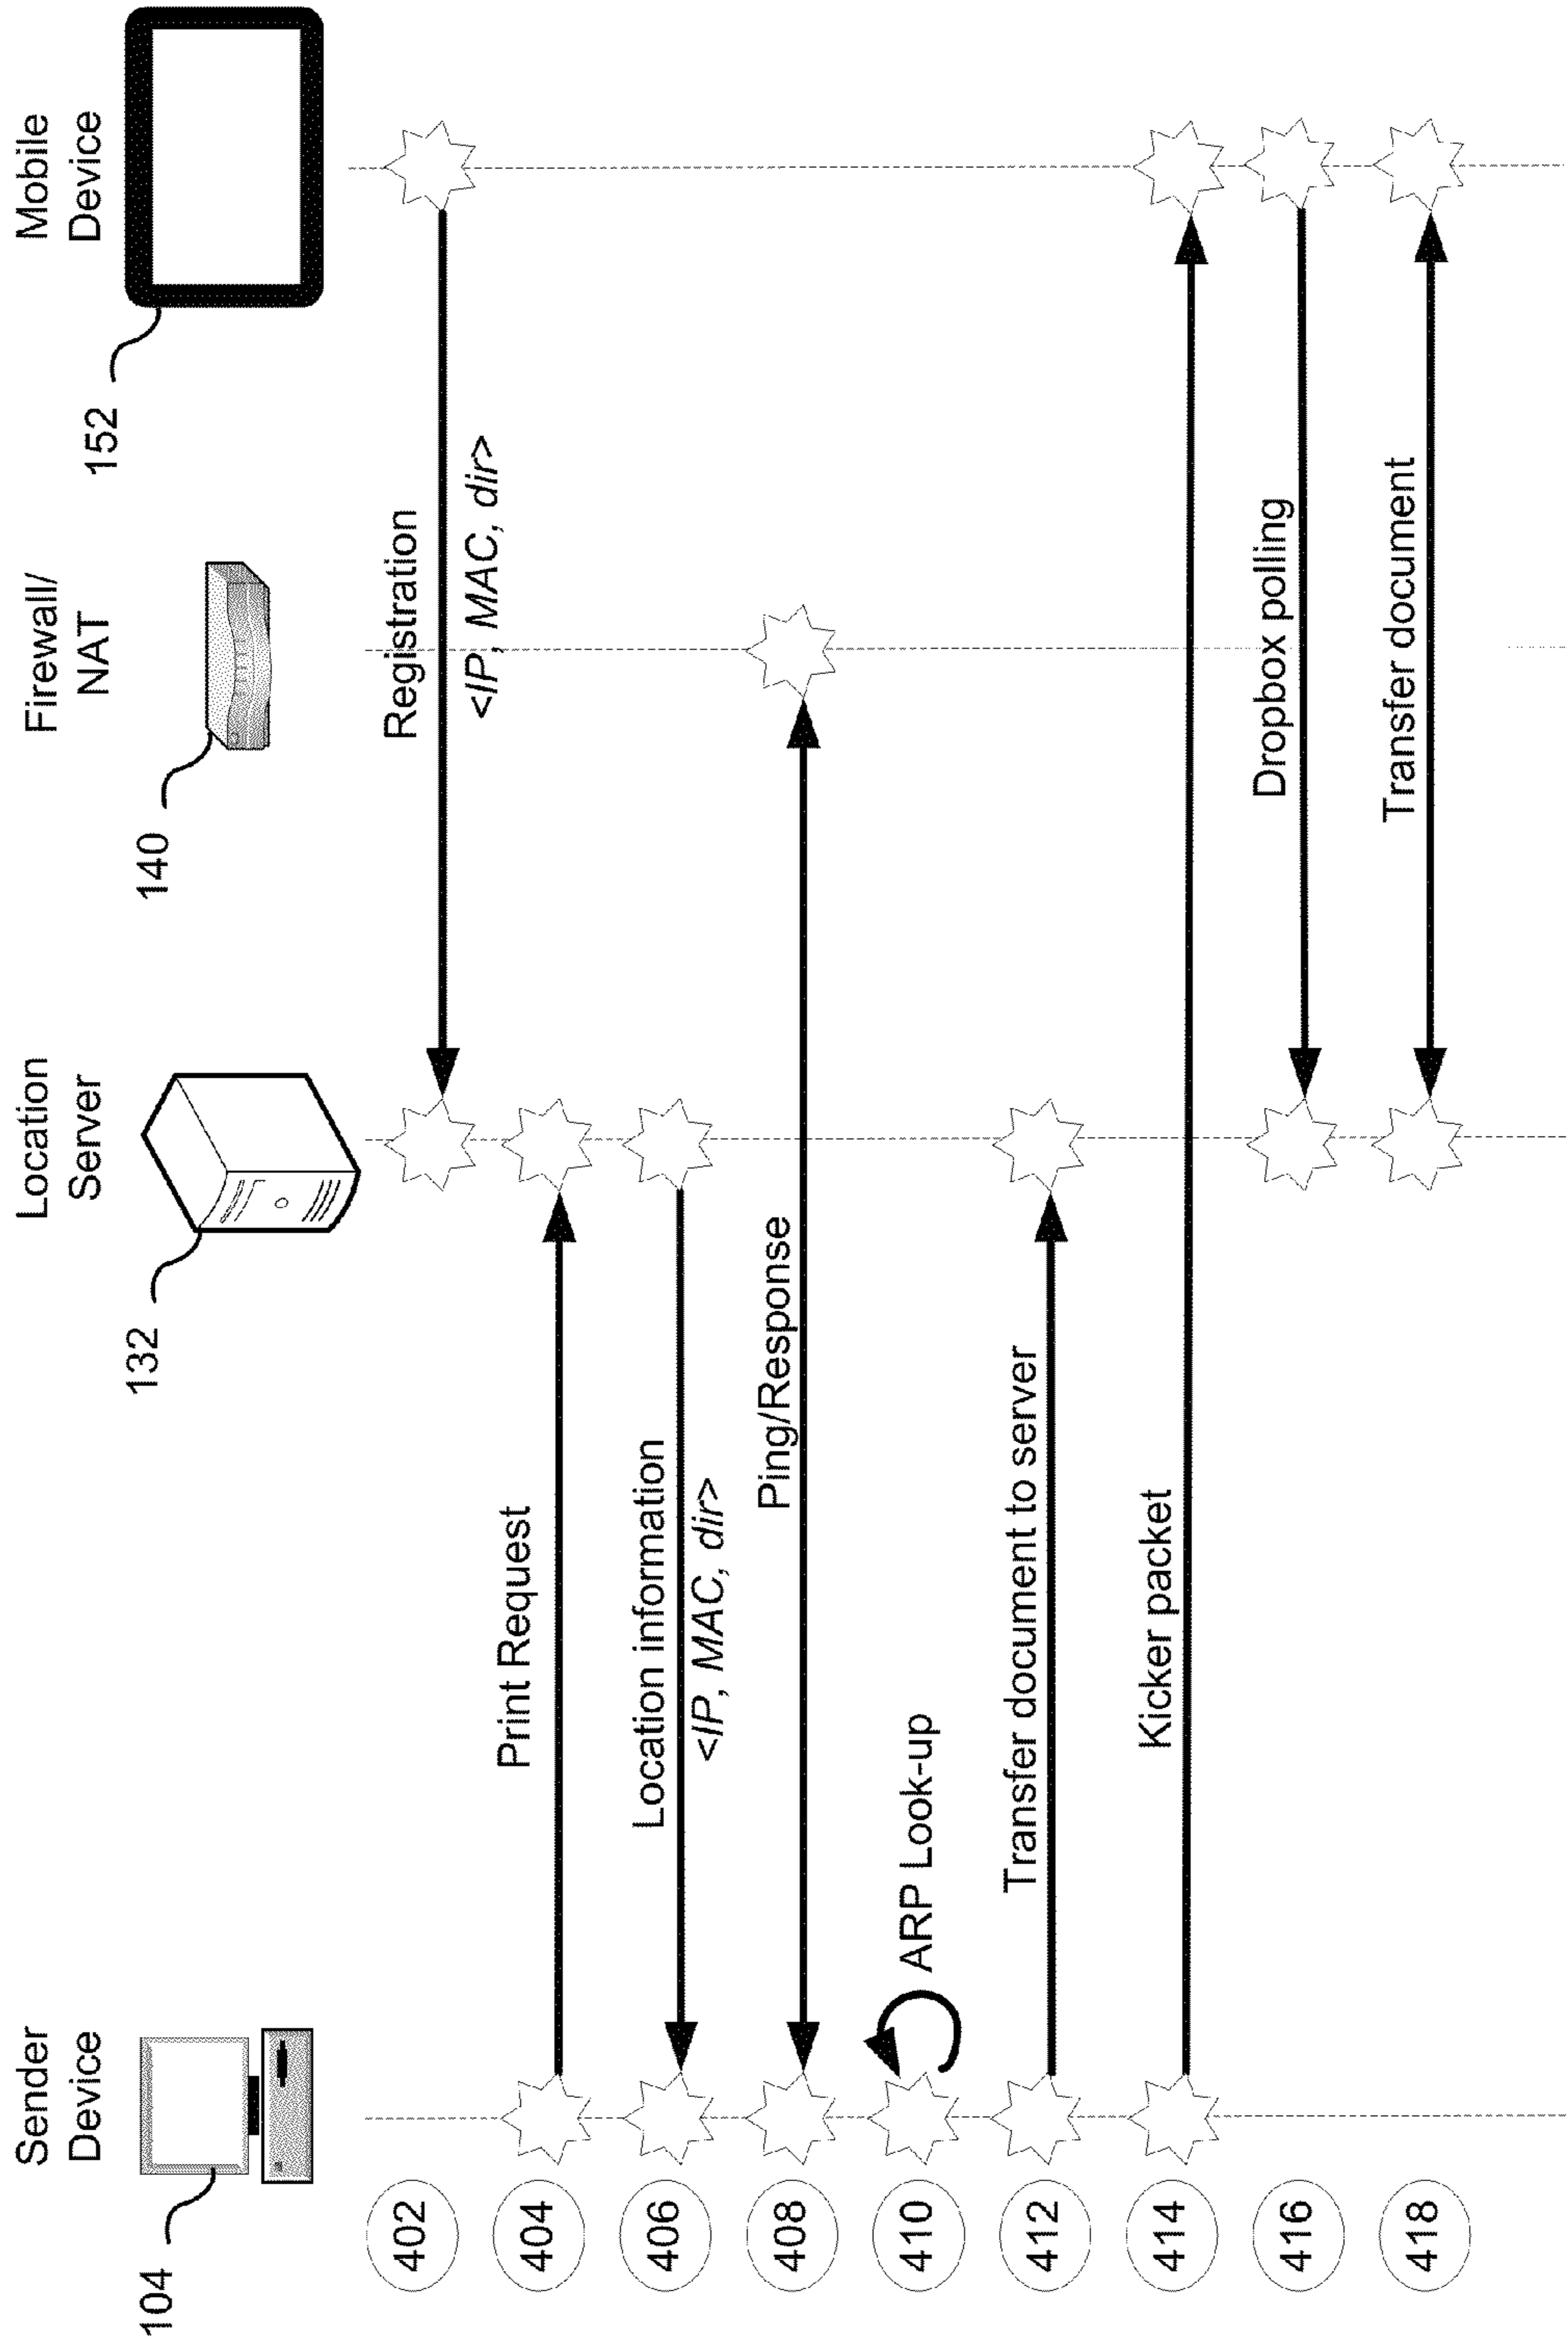 Sender
Device
Location
Server
Firewall/
NAT
Mobile
Device
104
132
140
152
402
Registration
<IP, MAC, dir>
404
Print Request
406
Location information
<IP, MAC, dir>
408
Ping/Response
410
ARP Look-up
412
Transfer document to server
414
Kicker packet
416
Dropbox polling
418
Transfer document